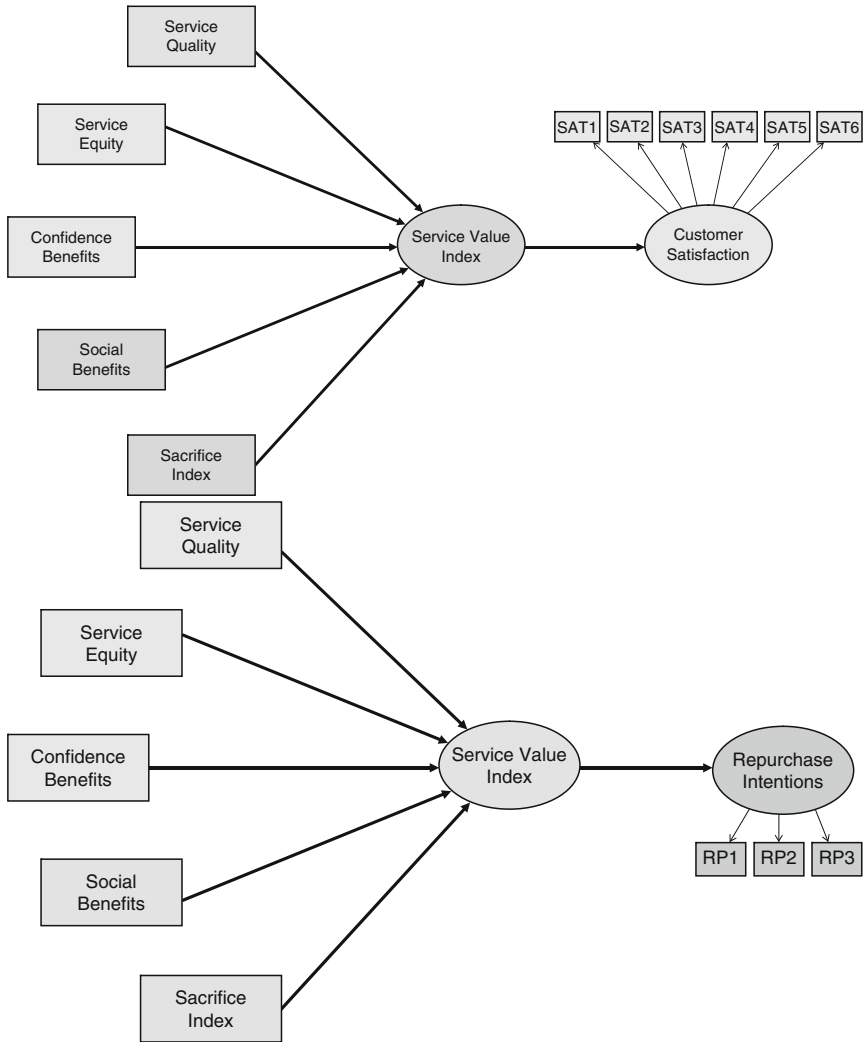 Service
Quality
Service
Equity
Confidence
Benefits
Social
Benefits
Sacrifice
Index
Service Value
Index
SAT1
SAT2
SAT3
SAT4
SAT5
SAT6
Customer
Satisfaction
Service
Quality
Service
Equity
Confidence
Benefits
Social
Benefits
Sacrifice
Index
Service Value
Index
Repurchase
Intentions
RP1
RP2
RP3